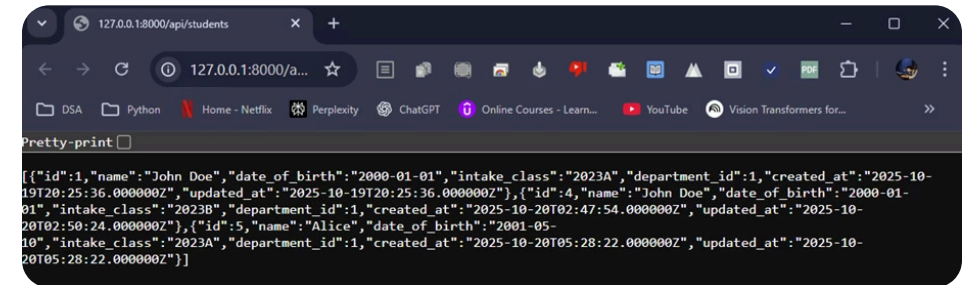 127.0.0.1:8000/api/students
127.0.0.1:8000/a...
PDF
DSA Python Home - Netflix Perplexity ChatGPT Online Courses - Learn... YouTube Vision Transformers for...
Pretty-print
[{"id":1,"name":"John Doe","date_of_birth":"2000-01-01","intake_class":"2023A","department_id":1,"created_at":"2025-10-
19T20:25:36.000000Z","updated_at":"2025-10-19T20:25:36.000000Z"},{"id":4,"name":"John Doe","date_of_birth":"2000-01-
01","intake_class":"2023B","department_id":1,"created_at":"2025-10-20T02:47:54.000000Z","updated_at":"2025-10-
20T02:50:24.000000Z"},{"id":5,"name":"Alice","date_of_birth":"2001-05-
10","intake_class":"2023A","department_id":1,"created_at":"2025-10-20T05:28:22.000000Z","updated_at":"2025-10-
20T05:28:22.000000Z"}]